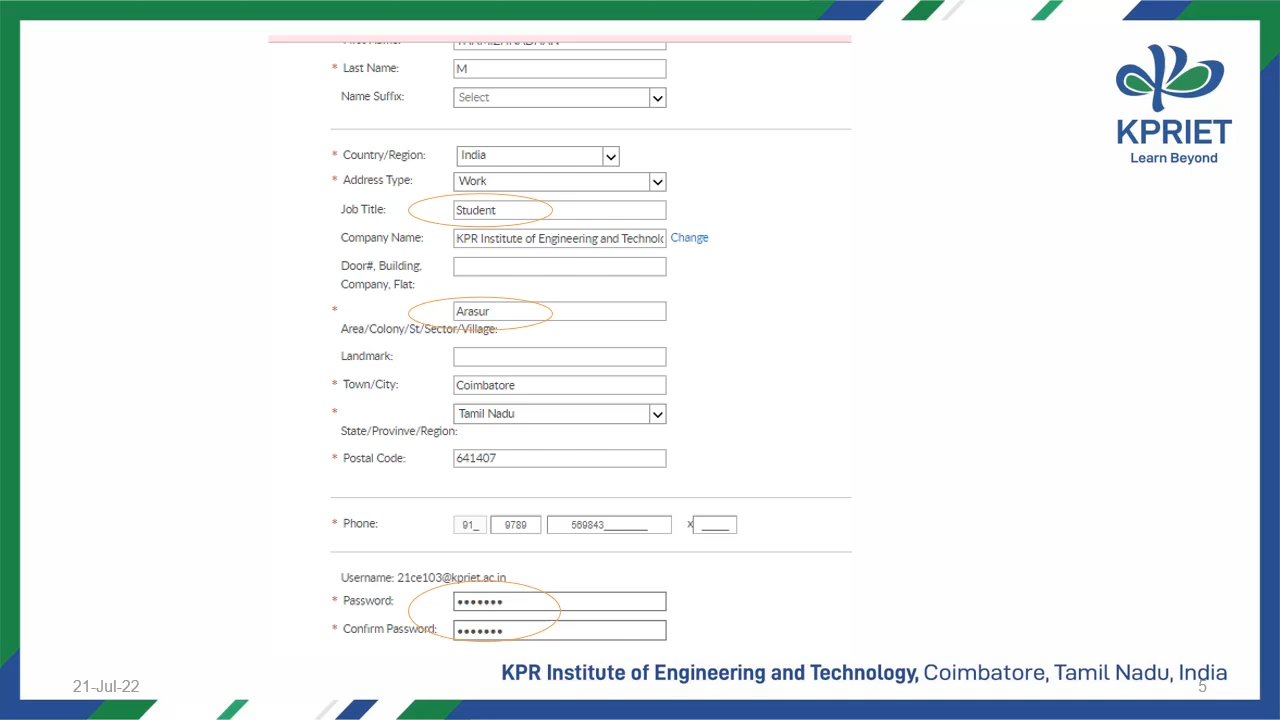 * Last Name: M
Name Suffix: Select
KPRIET
Learn Beyond
* Country/Region: India
* Address Type: Work
Job Title: Student
Company Name: KPR Institute of Engineering and Technolo Change
Door#, Building,
Company, Flat:
* Arasur
Area/Colony/St/Sector/Village:
Landmark:
* Town/City: Coimbatore
* Tamil Nadu
State/Provinve/Region:
* Postal Code: 641407
* Phone: 91_ 9789 569843________ x _____
Username: 21ce103@kpriet.ac.in
* Password: •••••••
* Confirm Password: •••••••
KPR Institute of Engineering and Technology, Coimbatore, Tamil Nadu, India
21-Jul-22
5